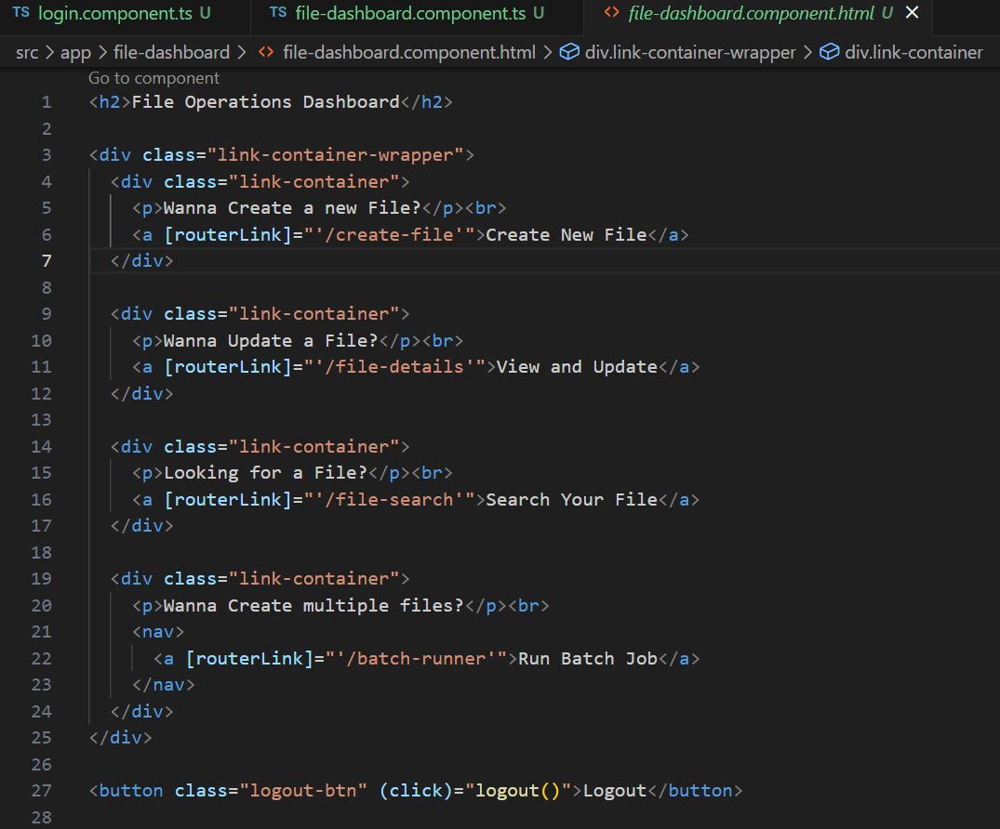 TS login.component.ts U TS file-dashboard.component.ts U <> file-dashboard.component.html U ×
src > app > file-dashboard > <> file-dashboard.component.html > div.link-container-wrapper > div.link-container
Go to component
1 <h2>File Operations Dashboard</h2>
2
3 <div class="link-container-wrapper">
4   <div class="link-container">
5     <p>Wanna Create a new File?</p><br>
6     <a [routerLink]="'/create-file'">Create New File</a>
7   </div>
8
9   <div class="link-container">
10     <p>Wanna Update a File?</p><br>
11     <a [routerLink]="'/file-details'">View and Update</a>
12   </div>
13
14   <div class="link-container">
15     <p>Looking for a File?</p><br>
16     <a [routerLink]="'/file-search'">Search Your File</a>
17   </div>
18
19   <div class="link-container">
20     <p>Wanna Create multiple files?</p><br>
21     <nav>
22       <a [routerLink]="'/batch-runner'">Run Batch Job</a>
23     </nav>
24   </div>
25 </div>
26
27 <button class="logout-btn" (click)="logout()">Logout</button>
28